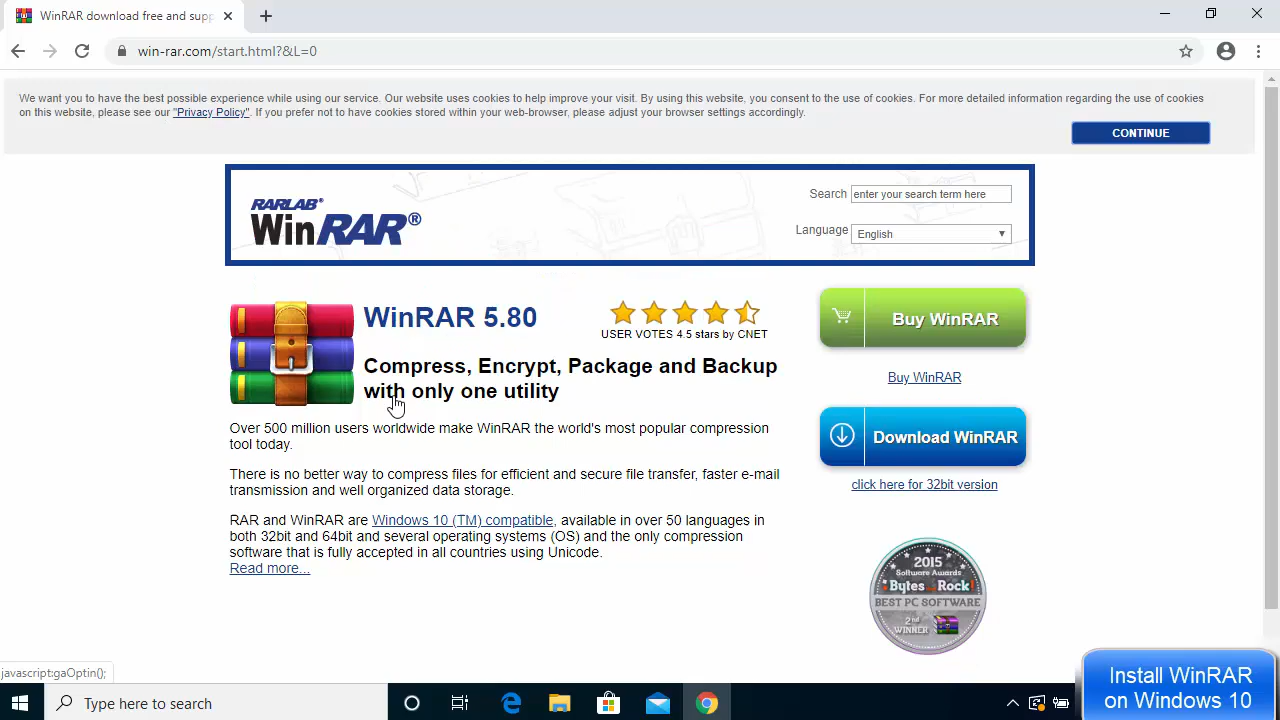 WinRAR download free and supp
win-rar.com/start.html?&L=0
We want you to have the best possible experience while using our service. Our website uses cookies to help improve your visit. By using this website, you consent to the use of cookies. For more detailed information regarding the use of cookies
on this website, please see our "Privacy Policy". If you prefer not to have cookies stored within your web-browser, please adjust your browser settings accordingly.
CONTINUE
RARLAB®
WinRAR®
Search enter your search term here
Language English
WinRAR 5.80
USER VOTES 4.5 stars by CNET
Compress, Encrypt, Package and Backup
with only one utility
Over 500 million users worldwide make WinRAR the world's most popular compression
tool today.
There is no better way to compress files for efficient and secure file transfer, faster e-mail
transmission and well organized data storage.
RAR and WinRAR are Windows 10 (TM) compatible, available in over 50 languages in
both 32bit and 64bit and several operating systems (OS) and the only compression
software that is fully accepted in all countries using Unicode.
Read more...
Buy WinRAR
Buy WinRAR
Download WinRAR
click here for 32bit version
2015
Software Awards
Bytes Rock!
BEST PC SOFTWARE
2nd
WINNER
javascript:gaOptin();
Type here to search
Install WinRAR
on Windows 10